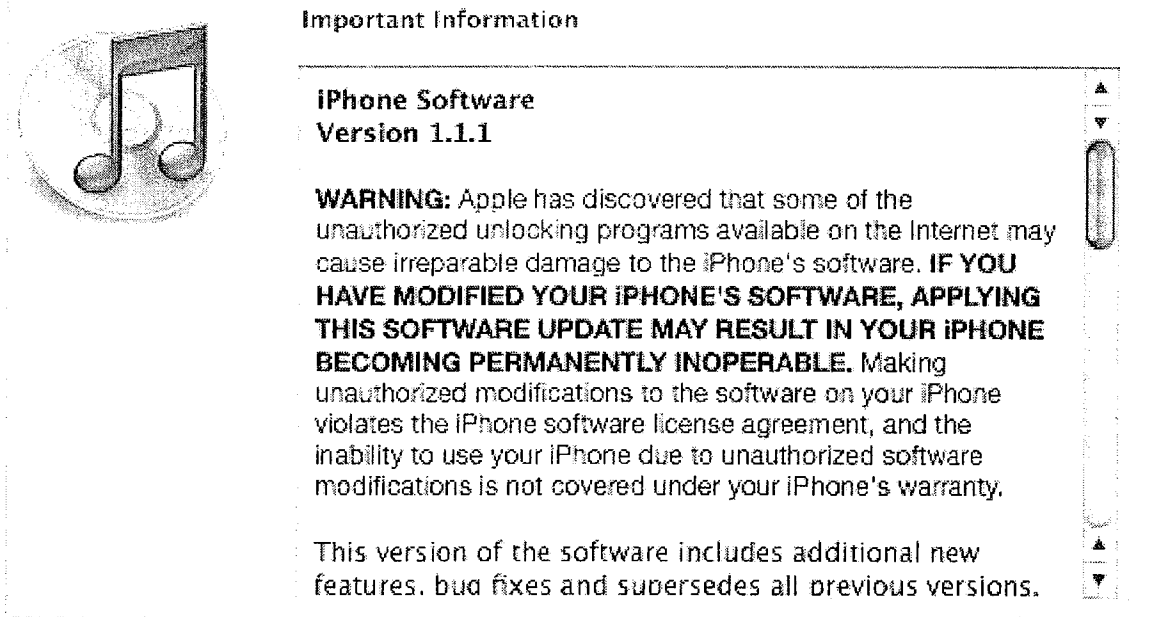 Important Information
iPhone Software
Version 1.1.1
WARNING: Apple has discovered that some of the
unauthorized unlocking programs available on the Internet may
cause irreparable damage to the iPhone's software. IF YOU
HAVE MODIFIED YOUR iPHONE'S SOFTWARE, APPLYING
THIS SOFTWARE UPDATE MAY RESULT IN YOUR iPHONE
BECOMING PERMANENTLY INOPERABLE. Making
unauthorized modifications to the software on your iPhone
violates the iPhone software license agreement, and the
inability to use your iPhone due to unauthorized software
modifications is not covered under your iPhone's warranty.
This version of the software includes additional new
features, bug fixes and supersedes all previous versions.